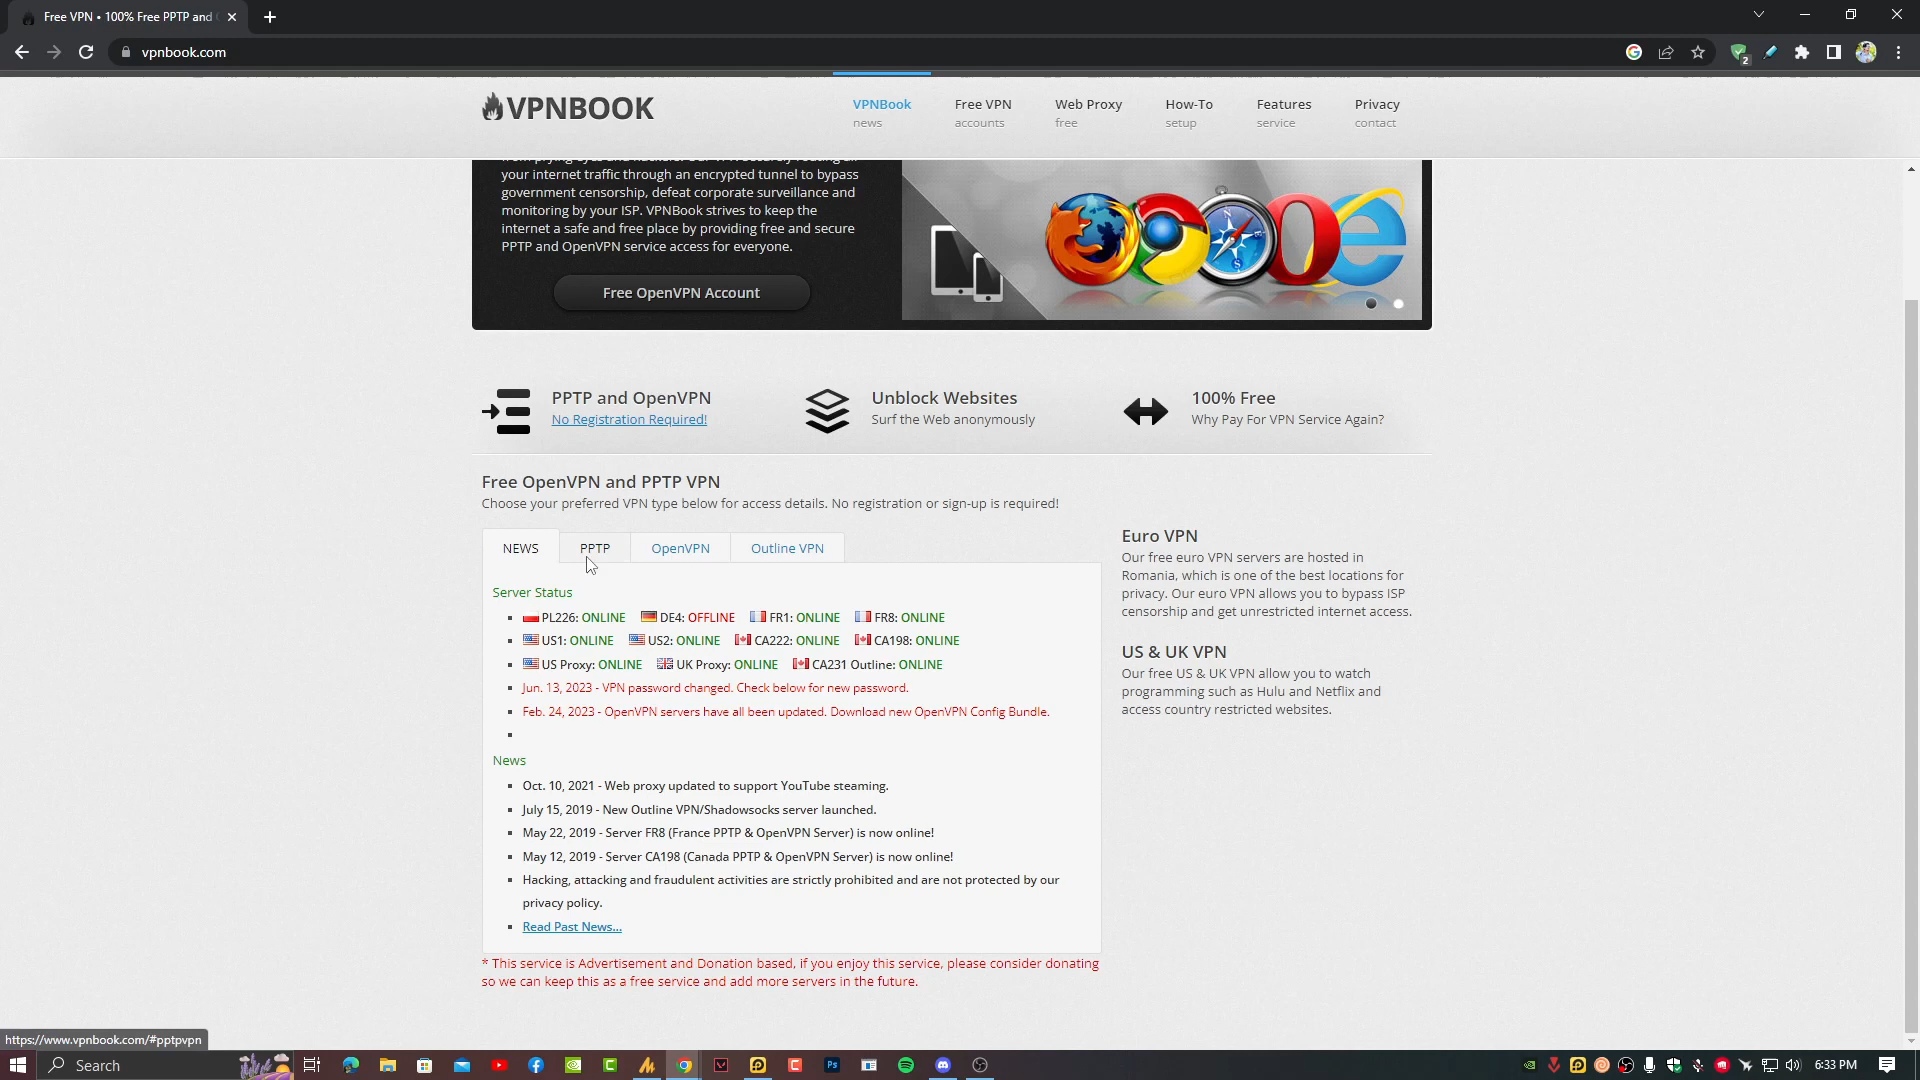 Free VPN • 100% Free PPTP and
vpnbook.com
2
VPNBOOK
VPNBook
news
Free VPN
accounts
Web Proxy
free
How-To
setup
Features
service
Privacy
contact
your internet traffic through an encrypted tunnel to bypass
government censorship, defeat corporate surveillance and
monitoring by your ISP. VPNBook strives to keep the
internet a safe and free place by providing free and secure
PPTP and OpenVPN service access for everyone.
Free OpenVPN Account
PPTP and OpenVPN
No Registration Required!
Unblock Websites
Surf the Web anonymously
100% Free
Why Pay For VPN Service Again?
Free OpenVPN and PPTP VPN
Choose your preferred VPN type below for access details. No registration or sign-up is required!
NEWS
PPTP
OpenVPN
Outline VPN
Server Status
PL226: ONLINE DE4: OFFLINE FR1: ONLINE FR8: ONLINE
US1: ONLINE US2: ONLINE CA222: ONLINE CA198: ONLINE
US Proxy: ONLINE UK Proxy: ONLINE CA231 Outline: ONLINE
Jun. 13, 2023 - VPN password changed. Check below for new password.
Feb. 24, 2023 - OpenVPN servers have all been updated. Download new OpenVPN Config Bundle.
News
Oct. 10, 2021 - Web proxy updated to support YouTube steaming.
July 15, 2019 - New Outline VPN/Shadowsocks server launched.
May 22, 2019 - Server FR8 (France PPTP & OpenVPN Server) is now online!
May 12, 2019 - Server CA198 (Canada PPTP & OpenVPN Server) is now online!
Hacking, attacking and fraudulent activities are strictly prohibited and are not protected by our
privacy policy.
Read Past News...
* This service is Advertisement and Donation based, if you enjoy this service, please consider donating
so we can keep this as a free service and add more servers in the future.
Euro VPN
Our free euro VPN servers are hosted in
Romania, which is one of the best locations for
privacy. Our euro VPN allows you to bypass ISP
censorship and get unrestricted internet access.
US & UK VPN
Our free US & UK VPN allow you to watch
programming such as Hulu and Netflix and
access country restricted websites.
https://www.vpnbook.com/#pptpvpn
Search
Ps
6:33 PM